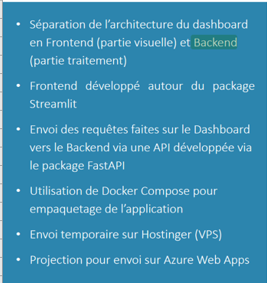 • Séparation de l'architecture du dashboard
en Frontend (partie visuelle) et Backend
(partie traitement)
• Frontend développé autour du package
Streamlit
• Envoi des requêtes faites sur le Dashboard
vers le Backend via une API développée via
le package FastAPI
• Utilisation de Docker Compose pour
empaquetage de l'application
• Envoi temporaire sur Hostinger (VPS)
• Projection pour envoi sur Azure Web Apps